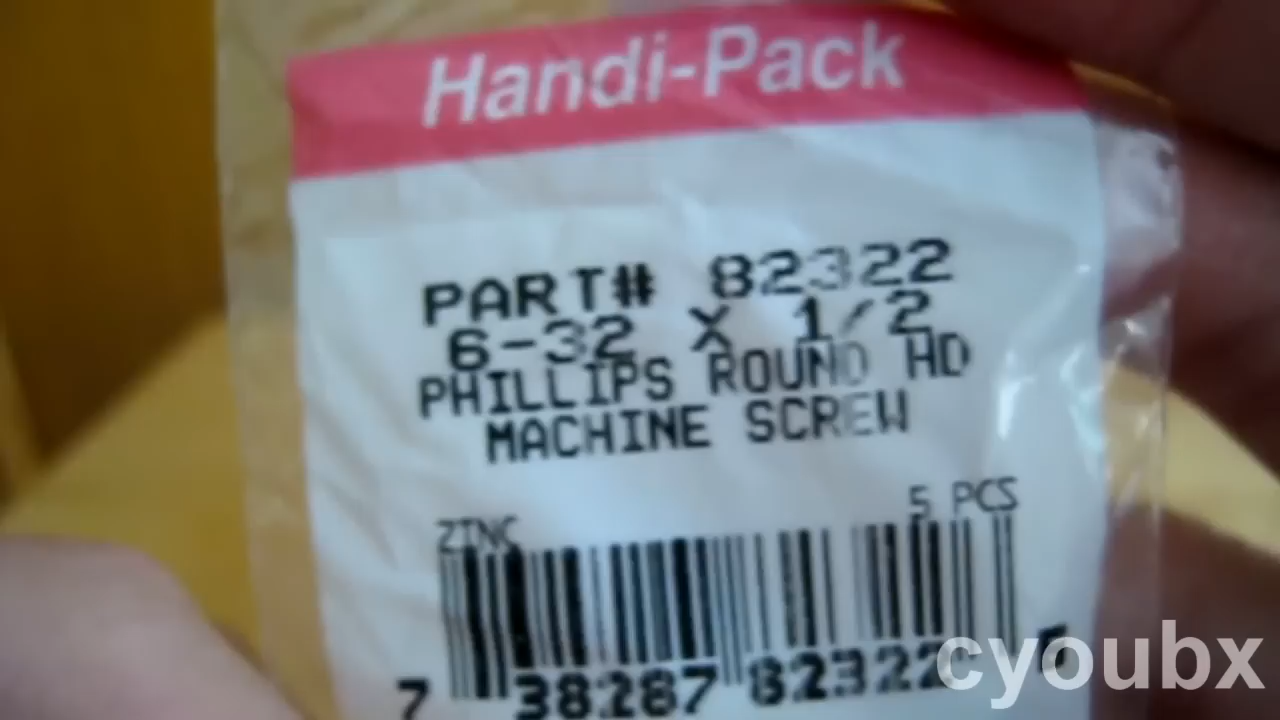 Handi-Pack
PART# 82322
6-32 X 1/2
PHILLIPS ROUND HD
MACHINE SCREW
ZINC 5 PCS
7 38287 82322
cyoubx